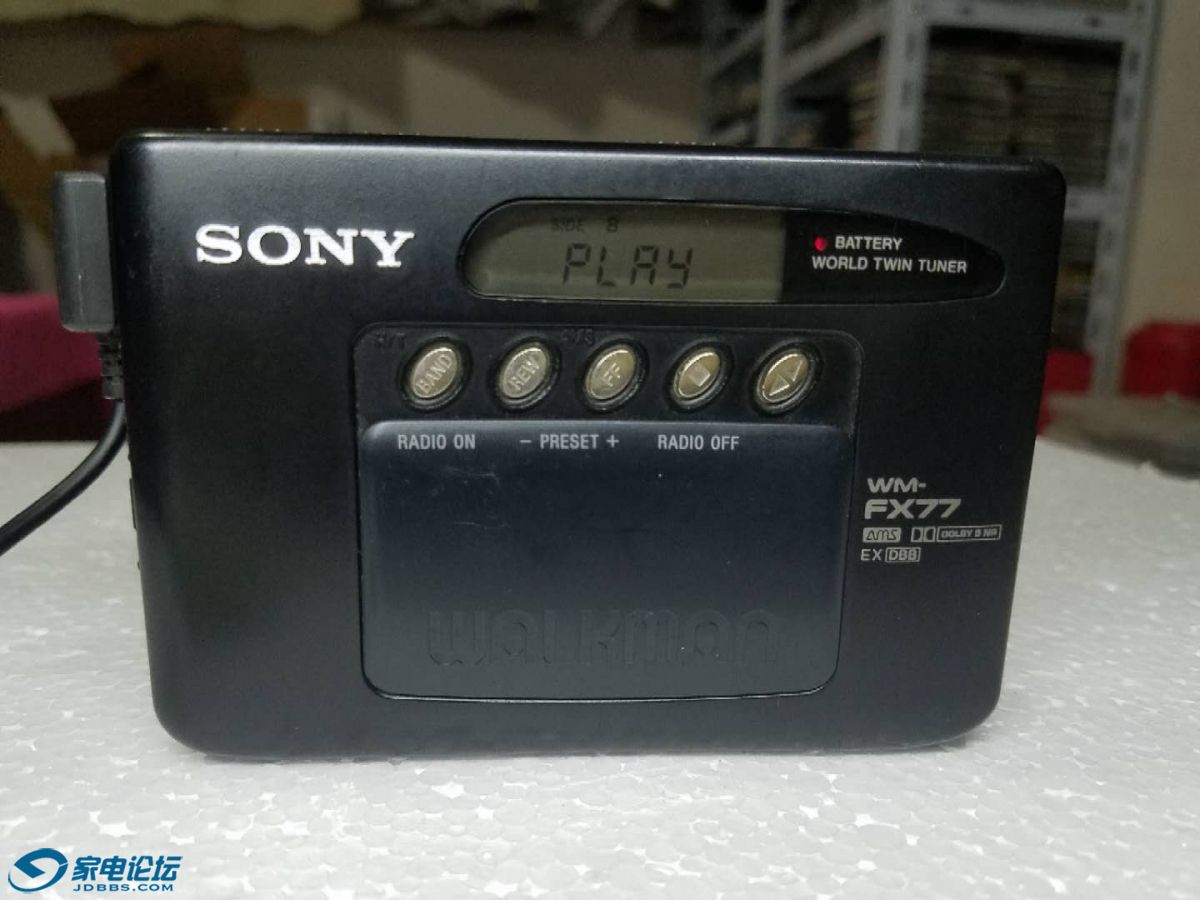 SONY
SIDE B
PLAY
BATTERY
WORLD TWIN TUNER
BAND
REW
AMS
FF
RADIO ON
− PRESET +
RADIO OFF
WM-
FX77
AMS DOLBY B NR
EX DBB
WALKMAN
家电论坛
JDBBS.COM